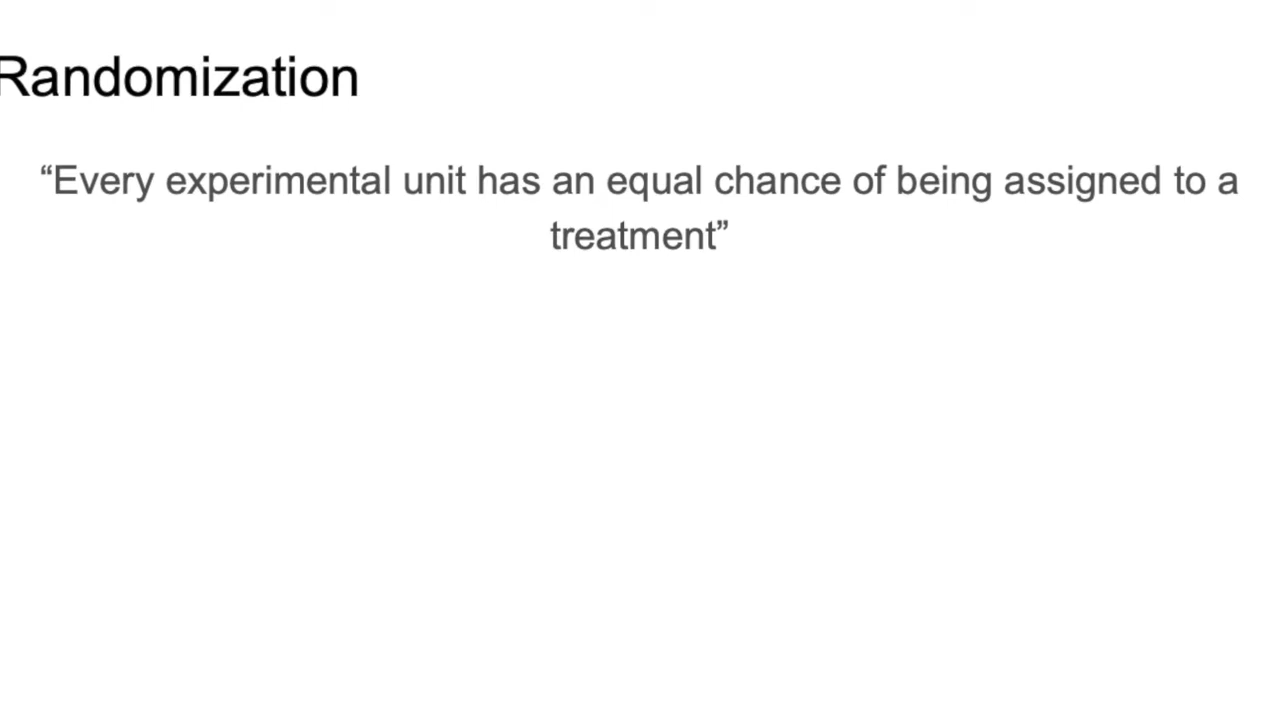 Randomization
“Every experimental unit has an equal chance of being assigned to a
treatment”